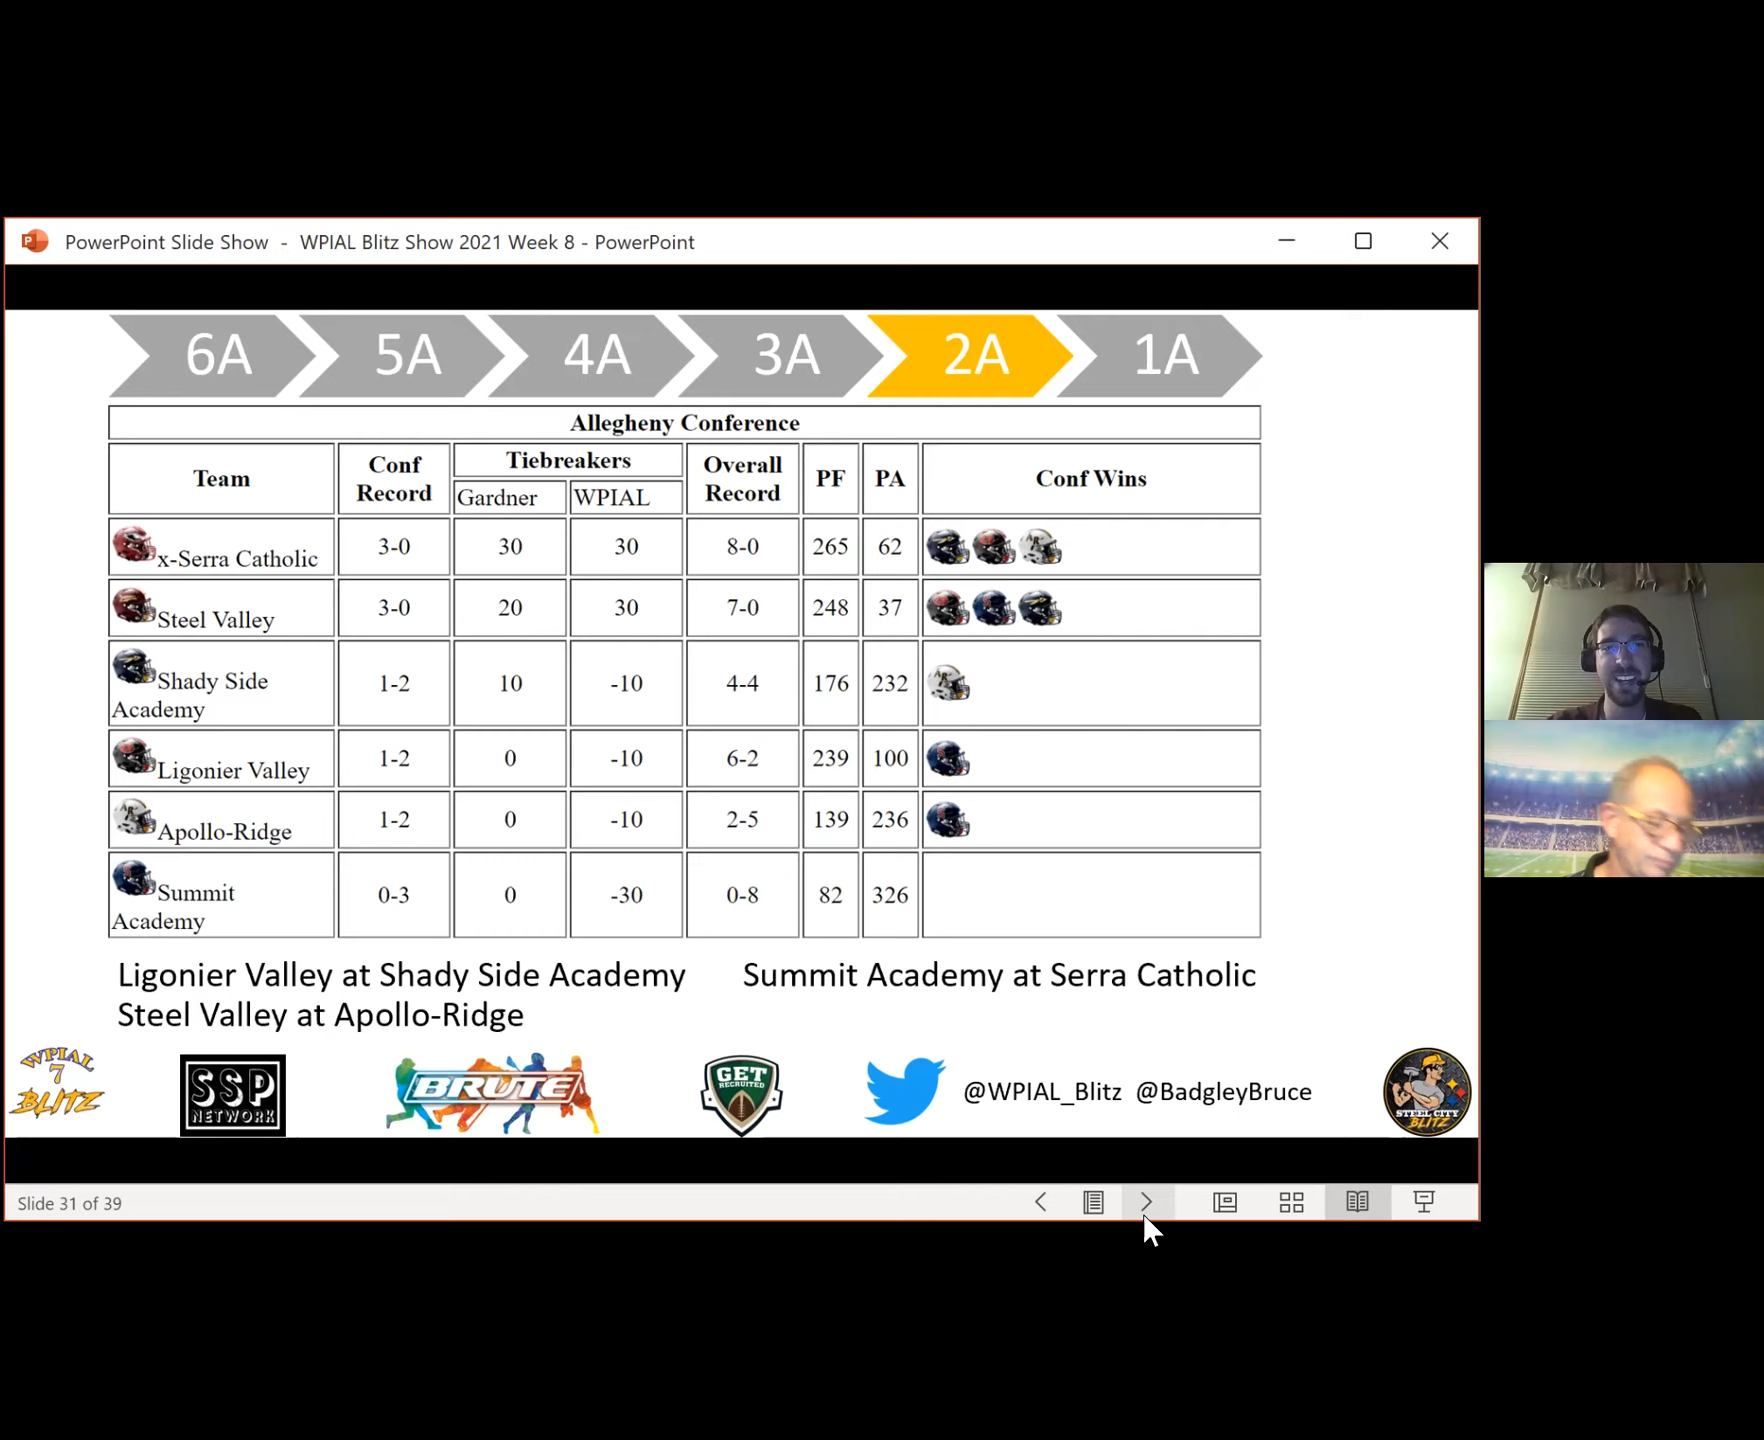 PowerPoint Slide Show - WPIAL Blitz Show 2021 Week 8 - PowerPoint
6A 5A 4A 3A 2A 1A
Allegheny Conference
Team Conf Record Tiebreakers Overall Record PF PA Conf Wins
Gardner WPIAL
x-Serra Catholic 3-0 30 30 8-0 265 62
Steel Valley 3-0 20 30 7-0 248 37
Shady Side Academy 1-2 10 -10 4-4 176 232
Ligonier Valley 1-2 0 -10 6-2 239 100
Apollo-Ridge 1-2 0 -10 2-5 139 236
Summit Academy 0-3 0 -30 0-8 82 326
Ligonier Valley at Shady Side Academy Summit Academy at Serra Catholic
Steel Valley at Apollo-Ridge
WPIAL
7
BLITZ
SSP
NETWORK
BRUTE
GET
RECRUITED
@WPIAL_Blitz @BadgleyBruce
STEEL CITY
BLITZ
Slide 31 of 39